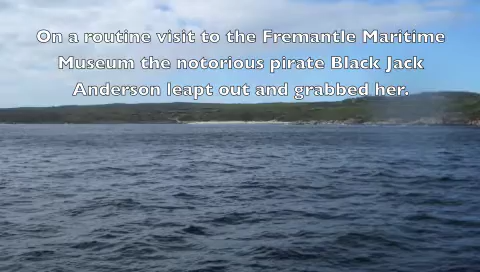 On a routine visit to the Fremantle Maritime
Museum the notorious pirate Black Jack
Anderson leapt out and grabbed her.